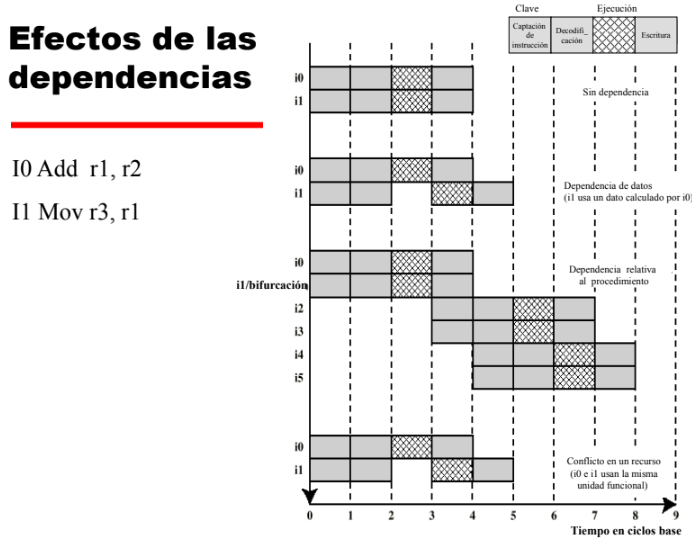 Efectos de las
dependencias
I0 Add r1, r2
I1 Mov r3, r1
Clave
Ejecución
Captación
de
instrucción
Decodifi_
cación
Escritura
i0
i1
Sin dependencia
i0
i1
Dependencia de datos
(i1 usa un dato calculado por i0)
i0
i1/bifurcación
i2
i3
i4
i5
Dependencia relativa
al procedimiento
i0
i1
Conflicto en un recurso
(i0 e i1 usan la misma
unidad funcional)
0 1 2 3 4 5 6 7 8 9
Tiempo en ciclos base